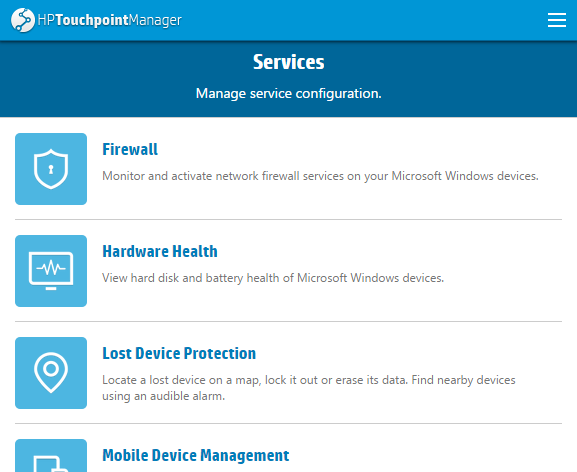 HPTouchpointManager
Services
Manage service configuration.
Firewall
Monitor and activate network firewall services on your Microsoft Windows devices.
Hardware Health
View hard disk and battery health of Microsoft Windows devices.
Lost Device Protection
Locate a lost device on a map, lock it out or erase its data. Find nearby devices
using an audible alarm.
Mobile Device Management